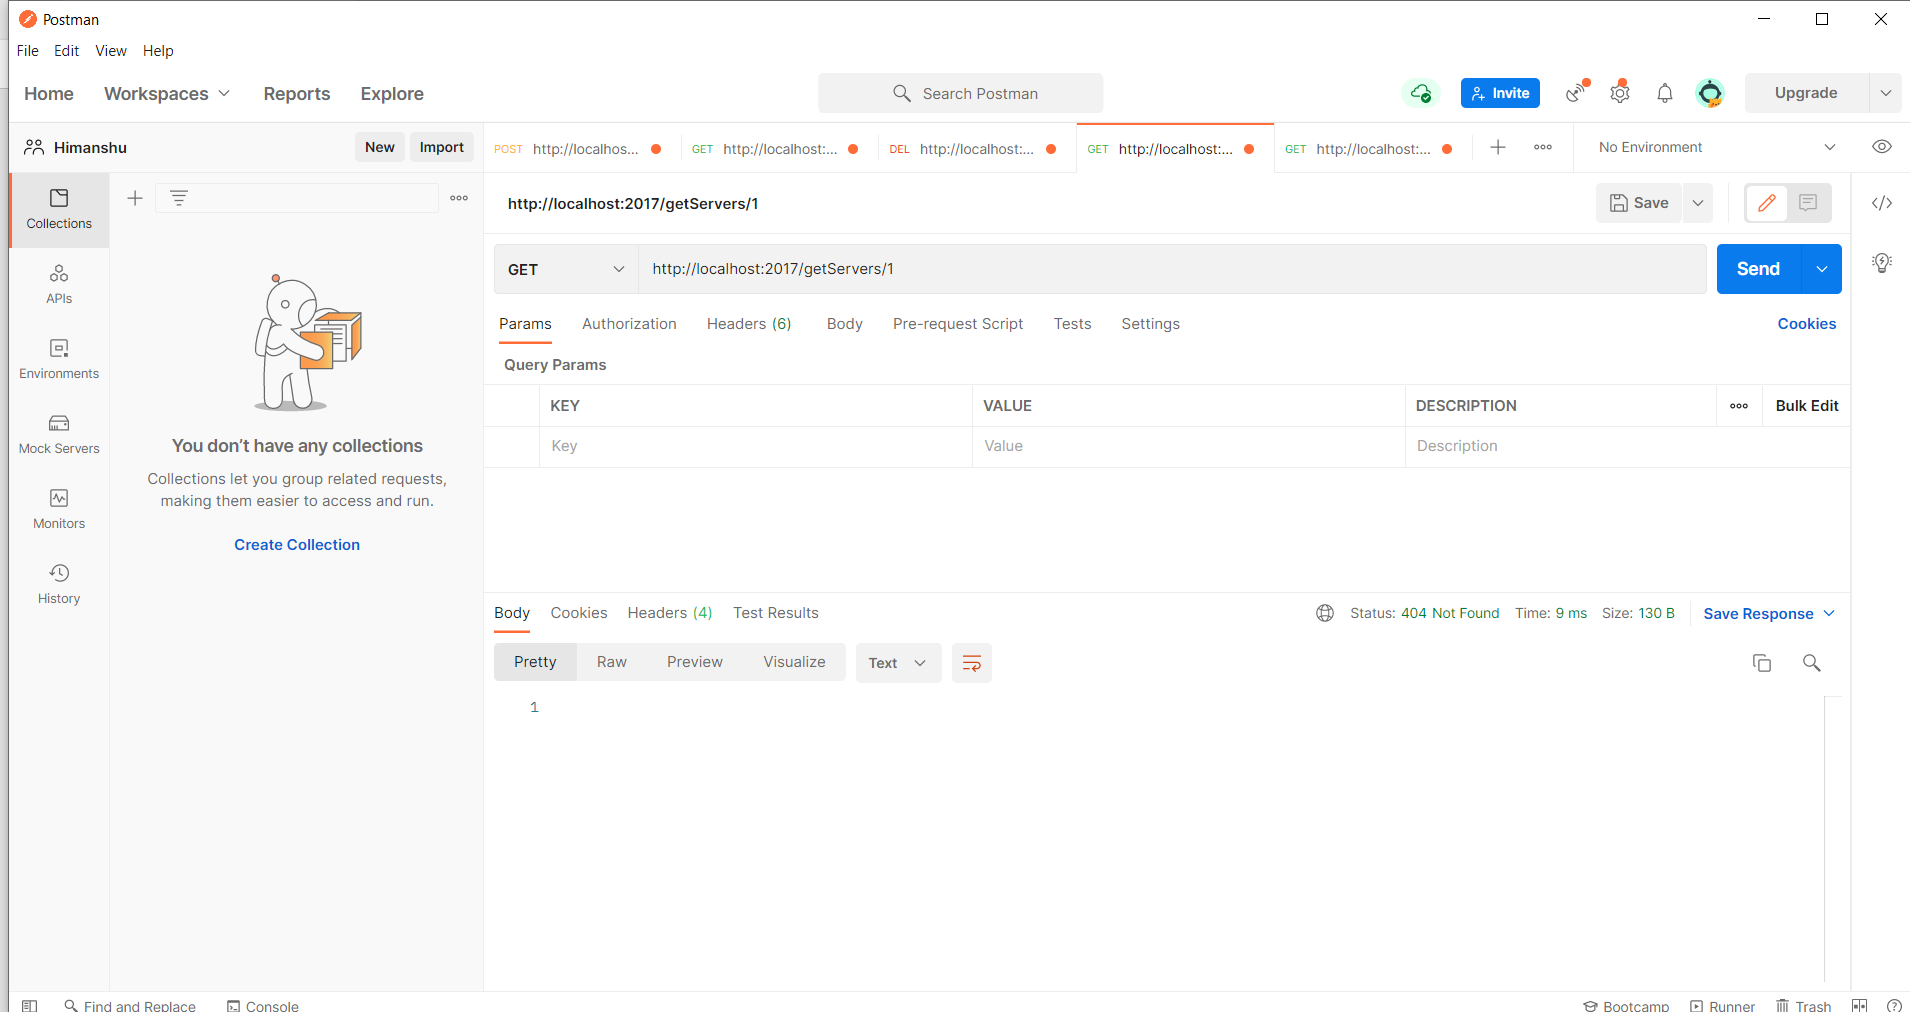 Postman
File Edit View Help
Home Workspaces Reports Explore Search Postman Invite Upgrade
Himanshu New Import
POST http://localhos... GET http://localhost:... DEL http://localhost:... GET http://localhost:... GET http://localhost:... No Environment
Collections
APIs
Environments
Mock Servers
Monitors
History
You don't have any collections
Collections let you group related requests,
making them easier to access and run.
Create Collection
http://localhost:2017/getServers/1 Save
GET http://localhost:2017/getServers/1 Send
Params Authorization Headers (6) Body Pre-request Script Tests Settings Cookies
Query Params
KEY VALUE DESCRIPTION Bulk Edit
Key Value Description
Body Cookies Headers (4) Test Results Status: 404 Not Found Time: 9 ms Size: 130 B Save Response
Pretty Raw Preview Visualize Text
1
Find and Replace Console Bootcamp Runner Trash